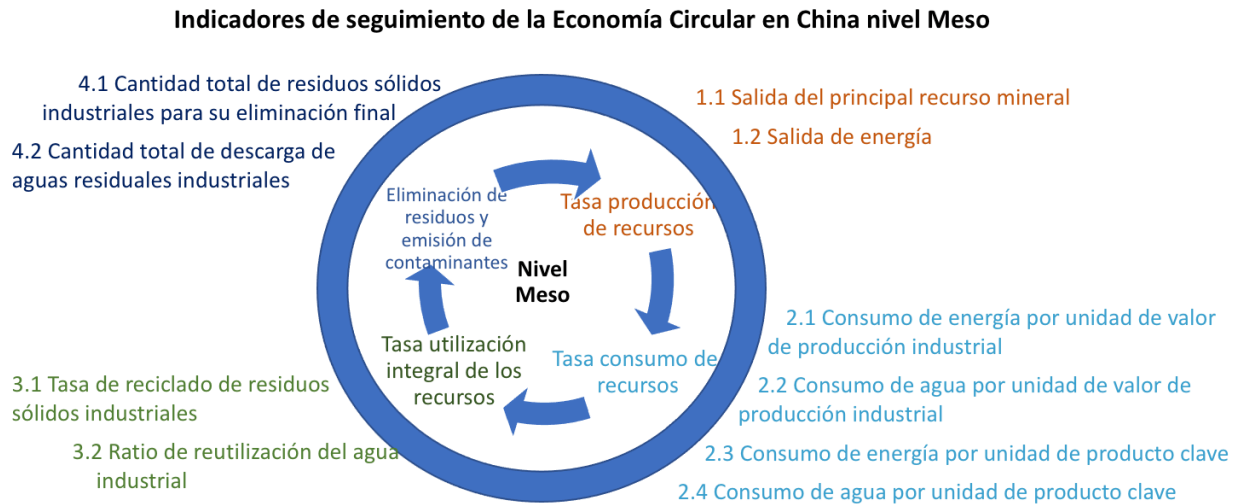 Indicadores de seguimiento de la Economía Circular en China nivel Meso
4.1 Cantidad total de residuos sólidos
industriales para su eliminación final
4.2 Cantidad total de descarga de
aguas residuales industriales
1.1 Salida del principal recurso mineral
1.2 Salida de energía
Eliminación de
residuos y
emisión de
contaminantes
Tasa producción
de recursos
Nivel
Meso
Tasa utilización
integral de los
recursos
Tasa consumo de
recursos
2.1 Consumo de energía por unidad de valor
de producción industrial
2.2 Consumo de agua por unidad de valor de
producción industrial
2.3 Consumo de energía por unidad de producto clave
2.4 Consumo de agua por unidad de producto clave
3.1 Tasa de reciclado de residuos
sólidos industriales
3.2 Ratio de reutilización del agua
industrial